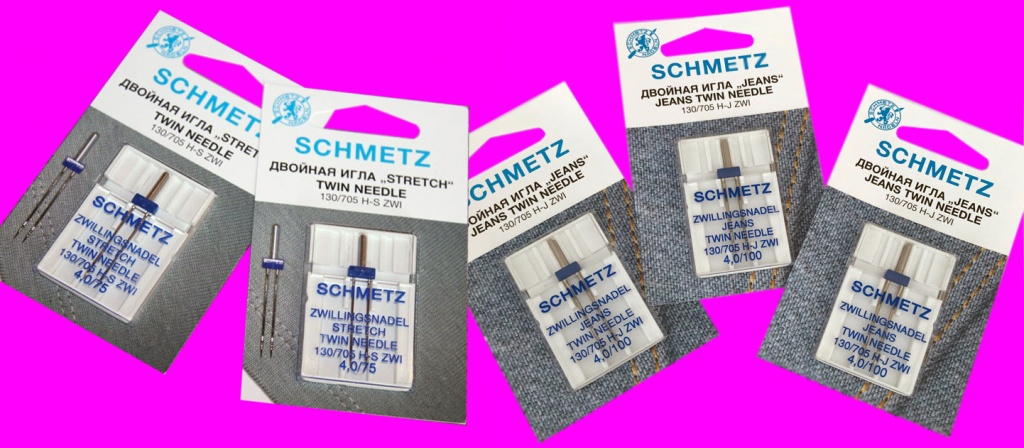 SCHMETZ
ДВОЙНАЯ ИГЛА „STRETCH
TWIN NEEDLE
130/705 H-S ZWI
SCHMETZ
ZWILLINGSNADEL
STRETCH
TWIN NEEDLE
130/705 H-S ZWI
4,0/75
SCHMETZ
ДВОЙНАЯ ИГЛА „STRETCH“
TWIN NEEDLE
130/705 H-S ZWI
SCHMETZ
ZWILLINGSNADEL
STRETCH
TWIN NEEDLE
130/705 H-S ZWI
4,0/75
SCHMETZ
ДВОЙНАЯ ИГЛА „JEANS“
JEANS TWIN NEEDLE
130/705 H-J ZWI
SCHMETZ
ZWILLINGSNADEL
JEANS
TWIN NEEDLE
130/705 H-J ZWI
4,0/100
SCHMETZ
ДВОЙНАЯ ИГЛА „JEANS“
JEANS TWIN NEEDLE
130/705 H-J ZWI
SCHMETZ
ZWILLINGSNADEL
JEANS
TWIN NEEDLE
130/705 H-J ZWI
4,0/100
SCHMETZ
ДВОЙНАЯ ИГЛА „JEANS“
JEANS TWIN NEEDLE
130/705 H-J ZWI
SCHMETZ
ZWILLINGSNADEL
JEANS
TWIN NEEDLE
130/705 H-J ZWI
4,0/100